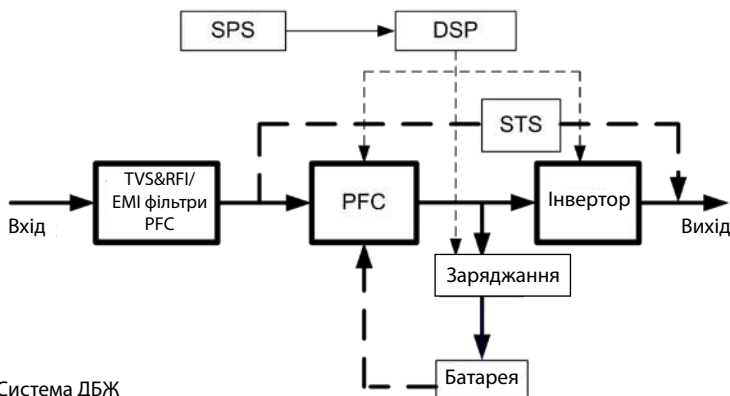 SPS
DSP
STS
TVS&RFI/
EMI фільтри
PFC
PFC
Інвертор
Вхід
Вихід
Заряджання
Батарея
Система ДБЖ